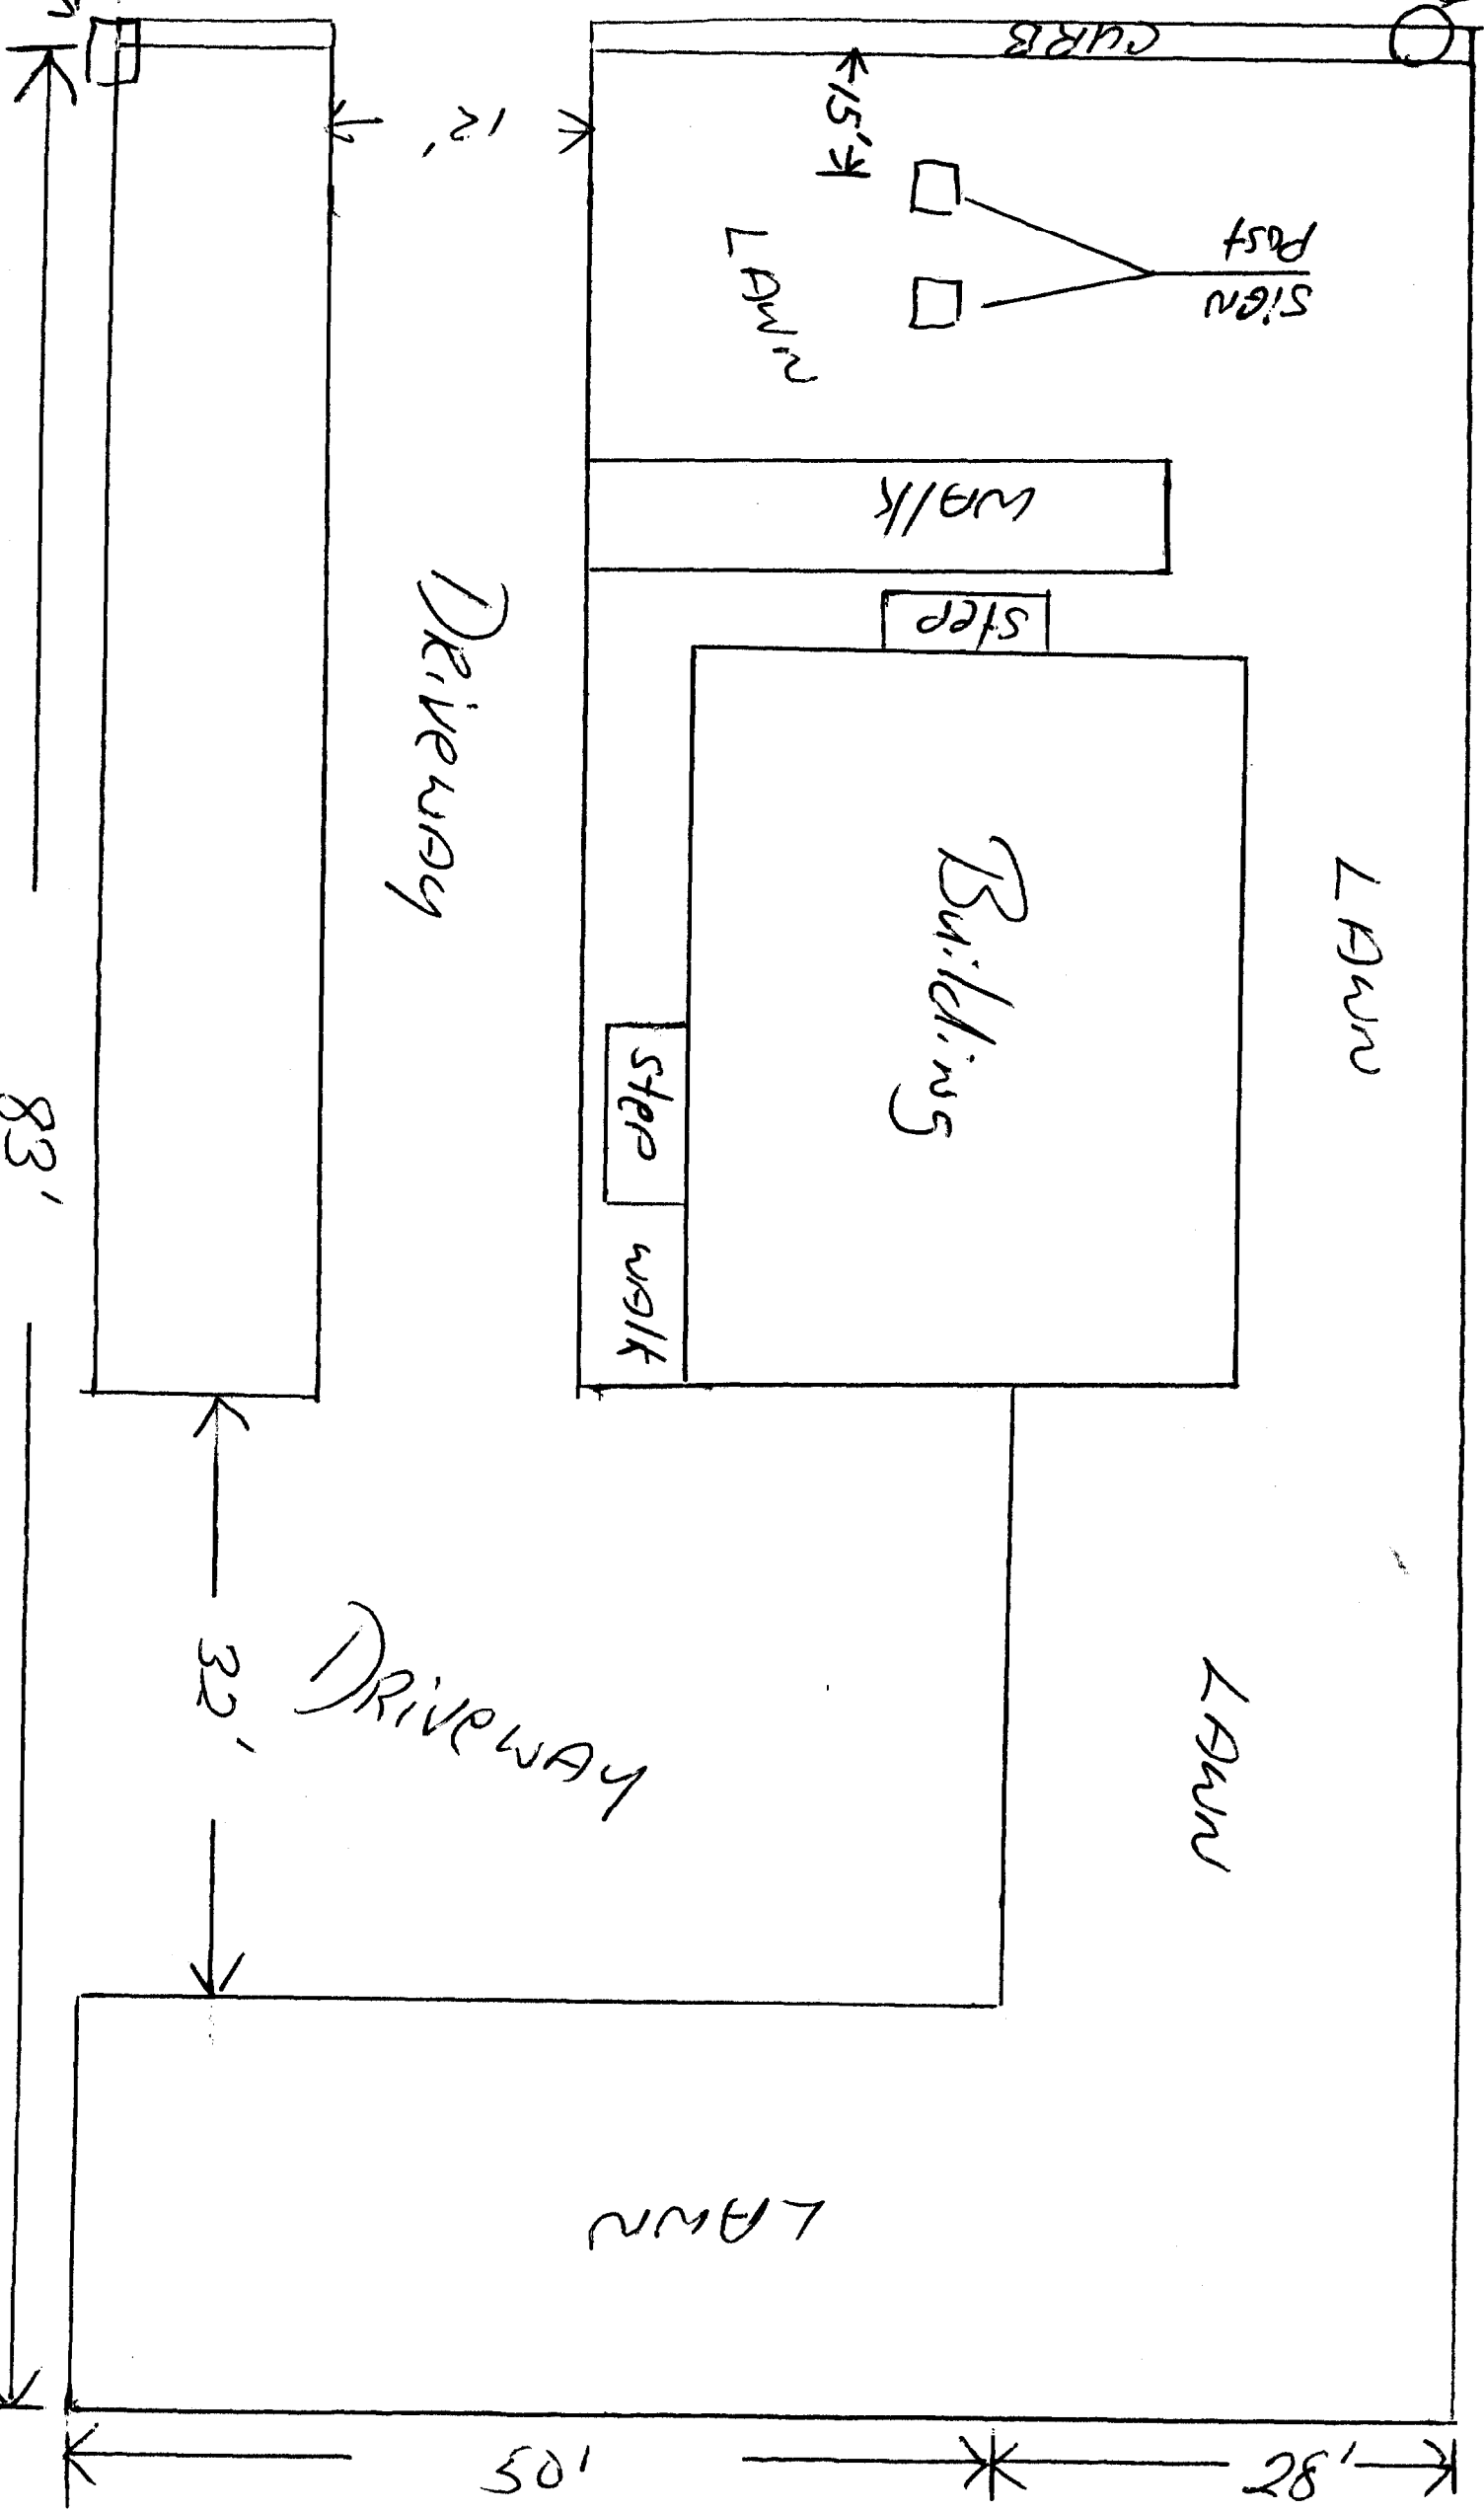 CURB
15'
12'
Post
SigN
LAWN
WAlk
Step
Driveway
Building
LAWN
Step
WAlk
83'
32'
DRiveWAY
LAWN
LAWN
50'
28'